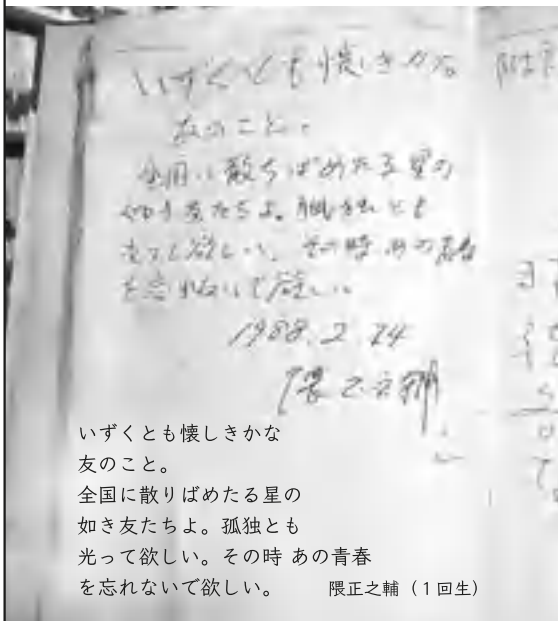 いずくとも懐しきかな
友のこと。
全国に散りばめたる星の
如き友たちよ。孤独とも
光って欲しい。その時 あの青春
を忘れないで欲しい。
1988.2.24
隈正之輔
いずくとも懐しきかな
友のこと。
全国に散りばめたる星の
如き友たちよ。孤独とも
光って欲しい。その時 あの青春
を忘れないで欲しい。 隈正之輔（1回生）